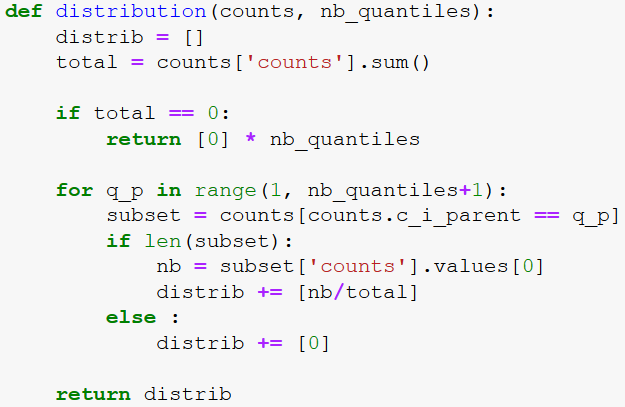 def distribution(counts, nb_quantiles):
    distrib = []
    total = counts['counts'].sum()

    if total == 0:
        return [0] * nb_quantiles

    for q_p in range(1, nb_quantiles+1):
        subset = counts[counts.c_i_parent == q_p]
        if len(subset):
            nb = subset['counts'].values[0]
            distrib += [nb/total]
        else :
            distrib += [0]

    return distrib